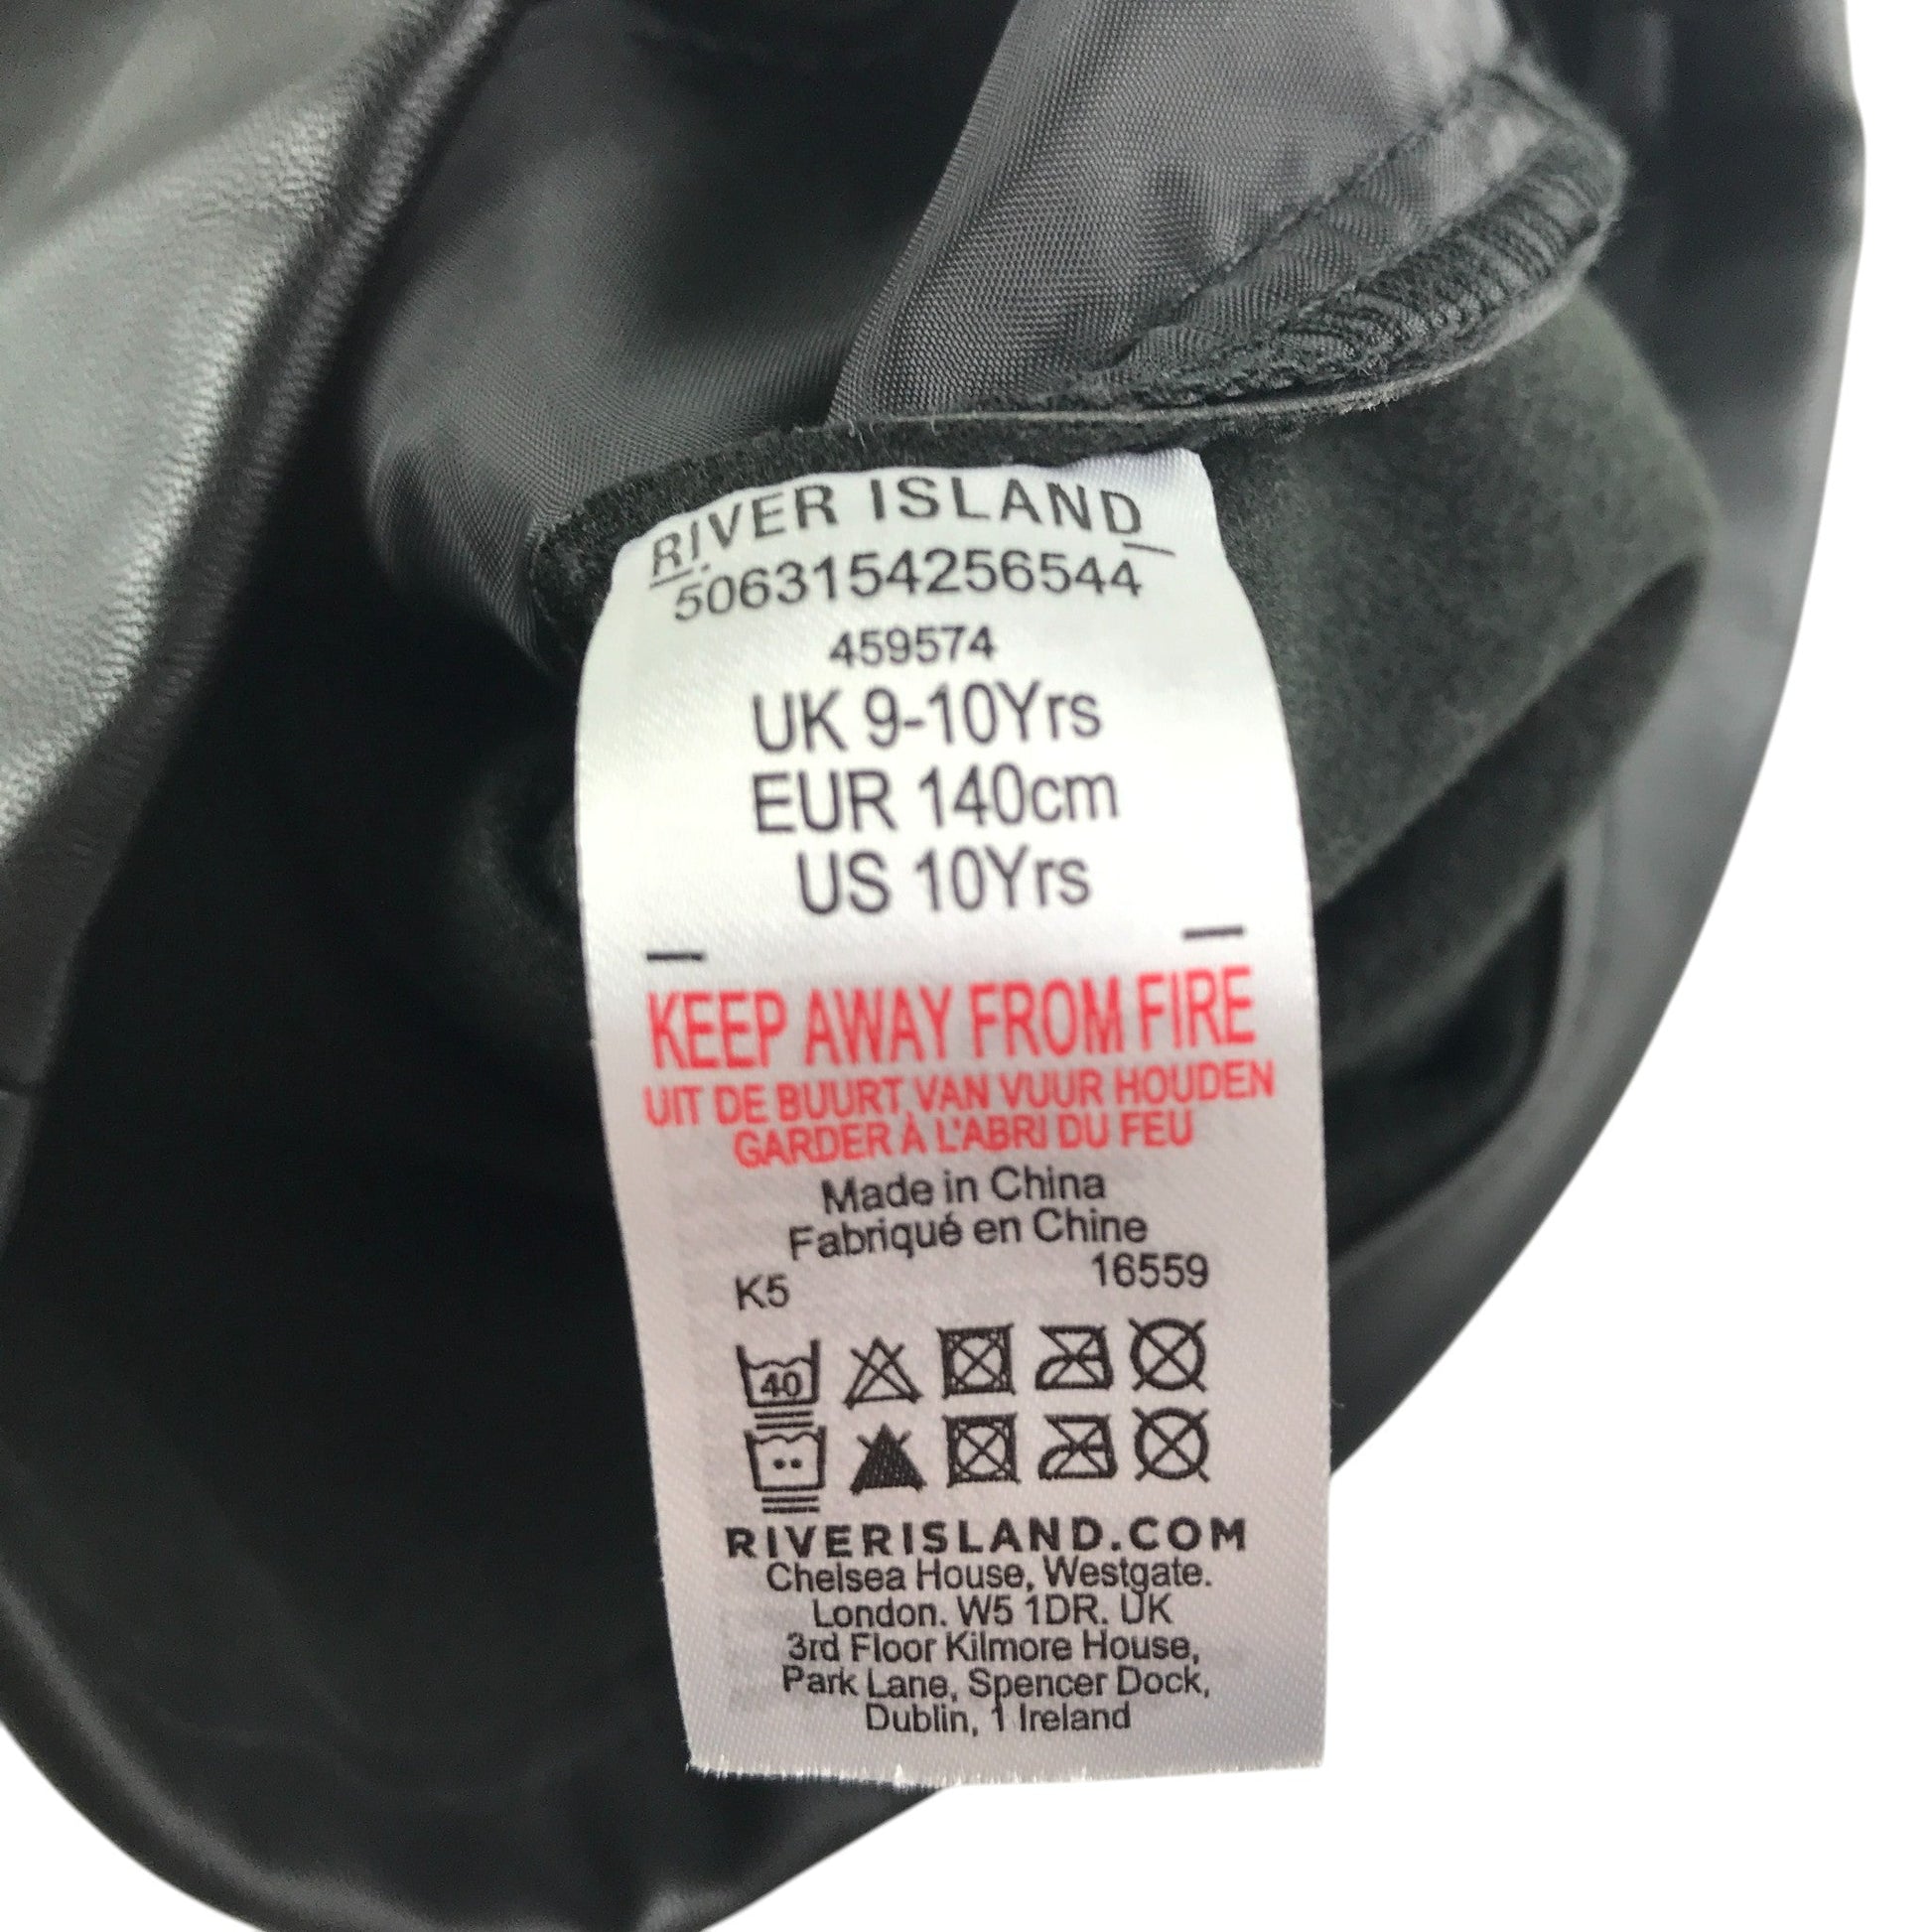 RIVER ISLAND
5063154256544
459574
UK 9-10Yrs
EUR 140cm
US 10Yrs
KEEP AWAY FROM FIRE
UIT DE BUURT VAN VUUR HOUDEN
GARDER À L'ABRI DU FEU
Made in China
Fabriqué en Chine
K5 16559
40
RIVERISLAND.COM
Chelsea House, Westgate.
London. W5 1DR. UK
3rd Floor Kilmore House,
Park Lane, Spencer Dock,
Dublin, 1 Ireland